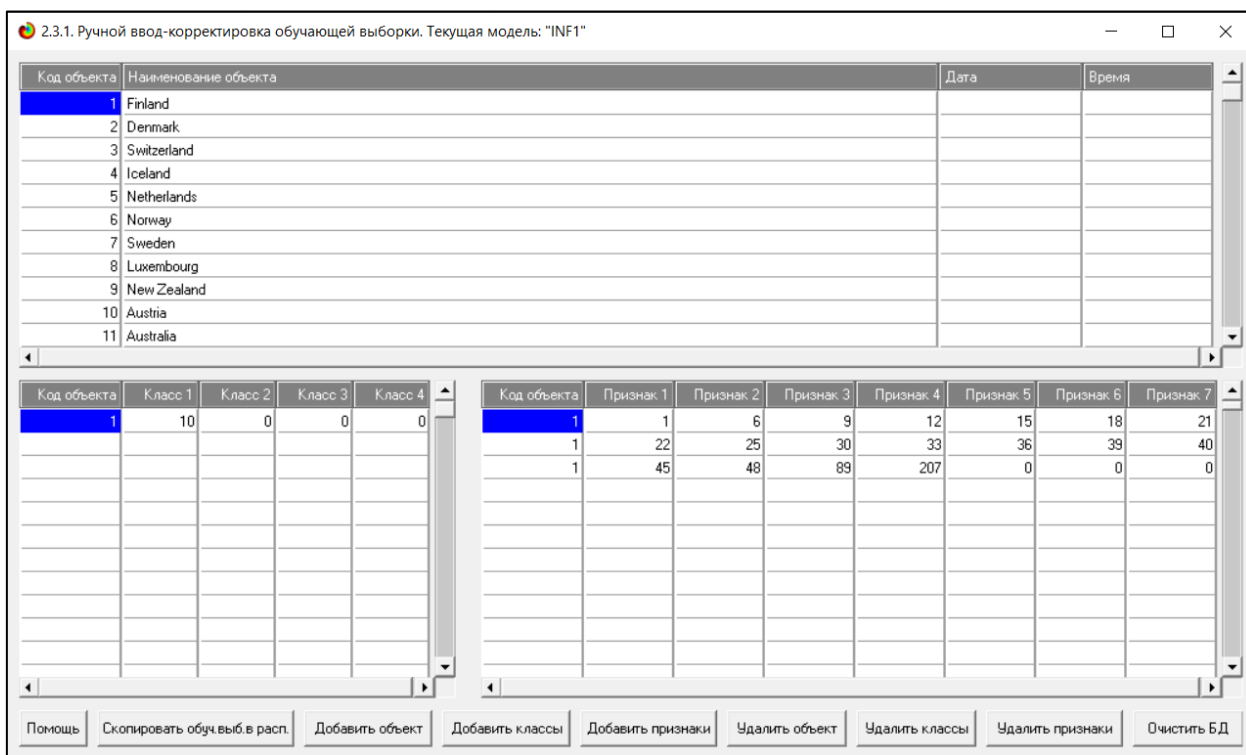 2.3.1. Ручной ввод-корректировка обучающей выборки. Текущая модель: "INF1"
Код объекта Наименование объекта Дата Время
1 Finland
2 Denmark
3 Switzerland
4 Iceland
5 Netherlands
6 Norway
7 Sweden
8 Luxembourg
9 New Zealand
10 Austria
11 Australia
Код объекта Класс 1 Класс 2 Класс 3 Класс 4
1 10 0 0 0
Код объекта Признак 1 Признак 2 Признак 3 Признак 4 Признак 5 Признак 6 Признак 7
1 1 6 9 12 15 18 21
1 22 25 30 33 36 39 40
1 45 48 89 207 0 0 0
Помощь Скопировать обуч.выб.в расп. Добавить объект Добавить классы Добавить признаки Удалить объект Удалить классы Удалить признаки Очистить БД